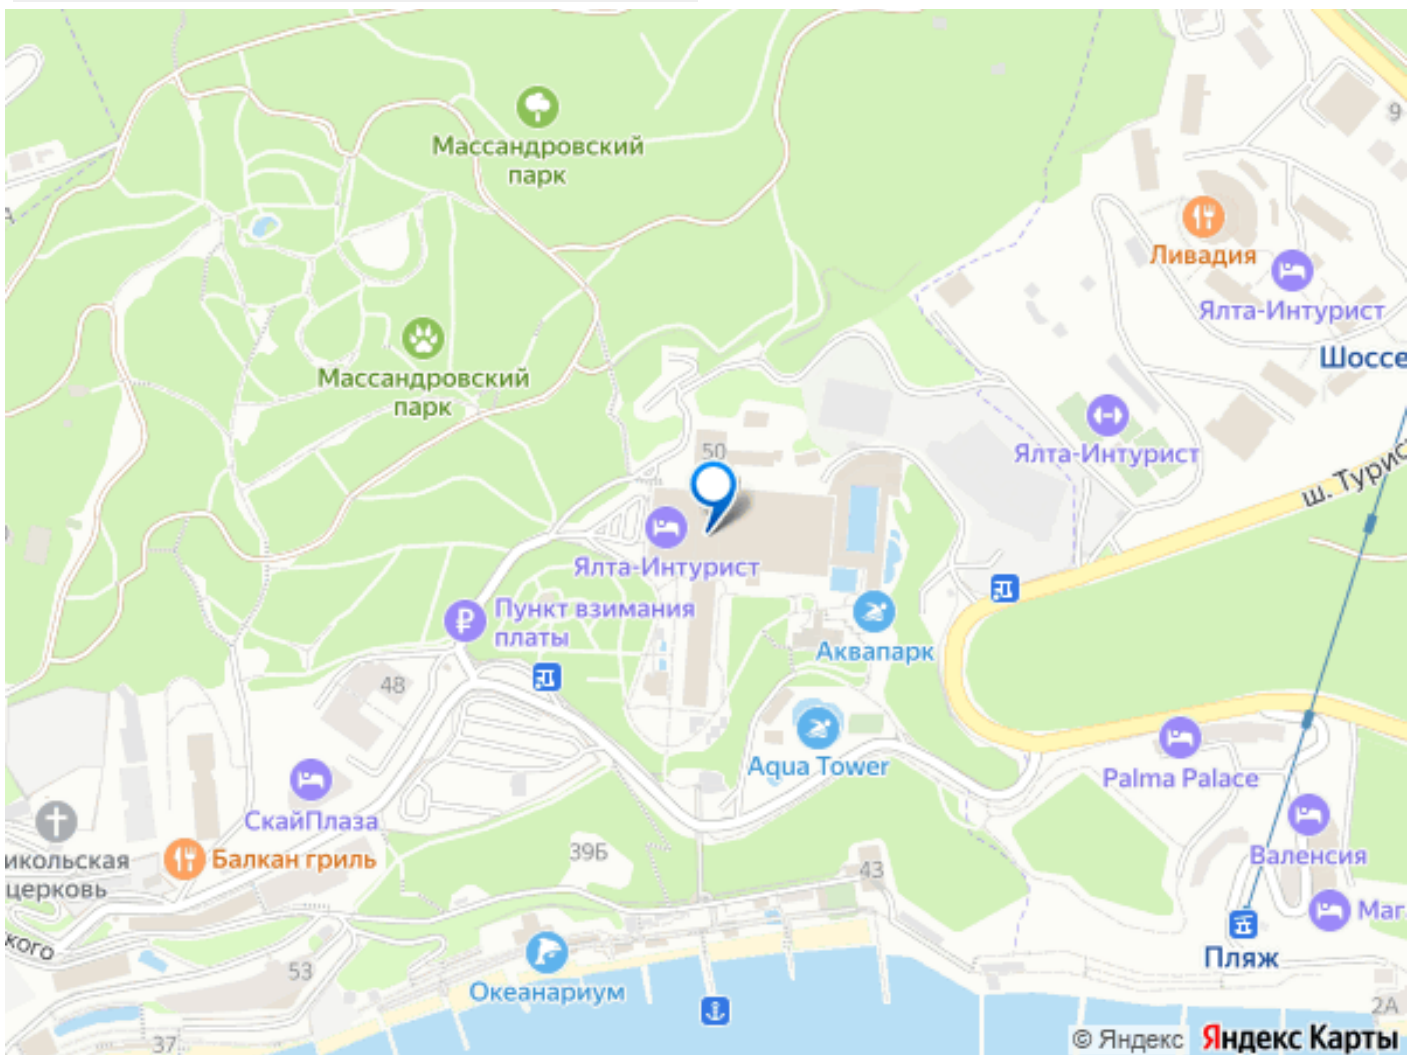 Массандровский
парк
9
Ливадия
Ялта-Интурист
Шоссе
Массандровский
парк
Ялта-Интурист
50
ш. Турис
Ялта-Интурист
Пункт взимания
платы
Аквапарк
48
Aqua Tower
Palma Palace
СкайПлаза
Балкан гриль
икольская
церковь
39Б
43
Валенсия
Маг
кого
Пляж
53
Океанариум
2А
37
© Яндекс
Яндекс Карты